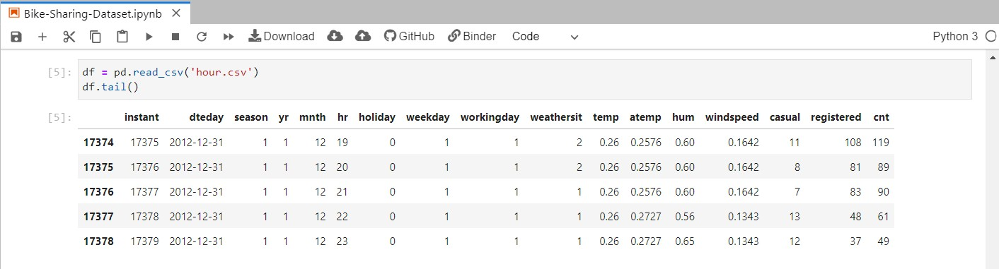 Bike-Sharing-Dataset.ipynb
Download GitHub Binder Code Python 3
[5]: df = pd.read_csv('hour.csv')
df.tail()
[5]: instant dteday season yr mnth hr holiday weekday workingday weathersit temp atemp hum windspeed casual registered cnt
17374 17375 2012-12-31 1 1 12 19 0 1 1 2 0.26 0.2576 0.60 0.1642 11 108 119
17375 17376 2012-12-31 1 1 12 20 0 1 1 2 0.26 0.2576 0.60 0.1642 8 81 89
17376 17377 2012-12-31 1 1 12 21 0 1 1 1 0.26 0.2576 0.60 0.1642 7 83 90
17377 17378 2012-12-31 1 1 12 22 0 1 1 1 0.26 0.2727 0.56 0.1343 13 48 61
17378 17379 2012-12-31 1 1 12 23 0 1 1 1 0.26 0.2727 0.65 0.1343 12 37 49